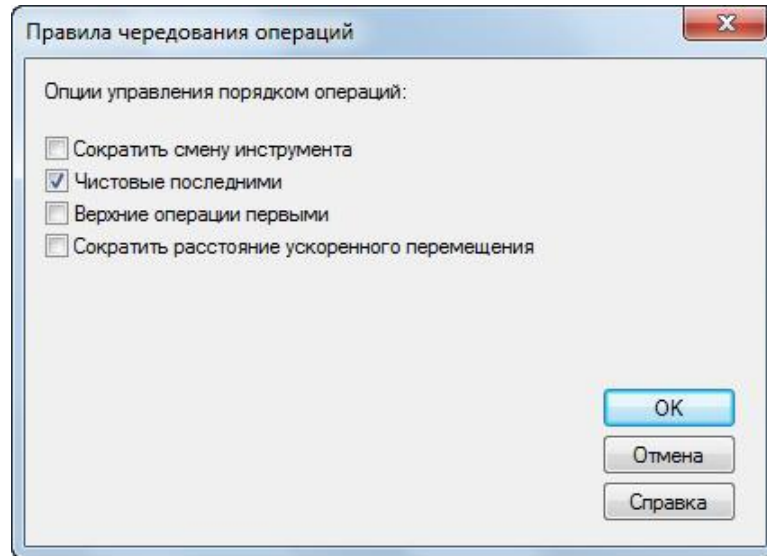 Правила чередования операций
Опции управления порядком операций:
Сократить смену инструмента
Чистовые последними
Верхние операции первыми
Сократить расстояние ускоренного перемещения
OK
Отмена
Справка